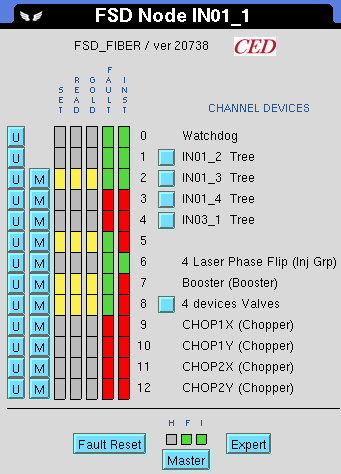 FSD Node IN01_1
FSD_FIBER / ver 20738 CED
SET READ GOLD FAULT INST CHANNEL DEVICES
U 0 Watchdog
U 1 IN01_2 Tree
U M 2 IN01_3 Tree
U M 3 IN01_4 Tree
U M 4 IN03_1 Tree
U M 5
U M 6 4 Laser Phase Flip (Inj Grp)
U M 7 Booster (Booster)
U M 8 4 devices Valves
U M 9 CHOP1X (Chopper)
U M 10 CHOP1Y (Chopper)
U M 11 CHOP2X (Chopper)
U M 12 CHOP2Y (Chopper)
H F I
Fault Reset Master Expert